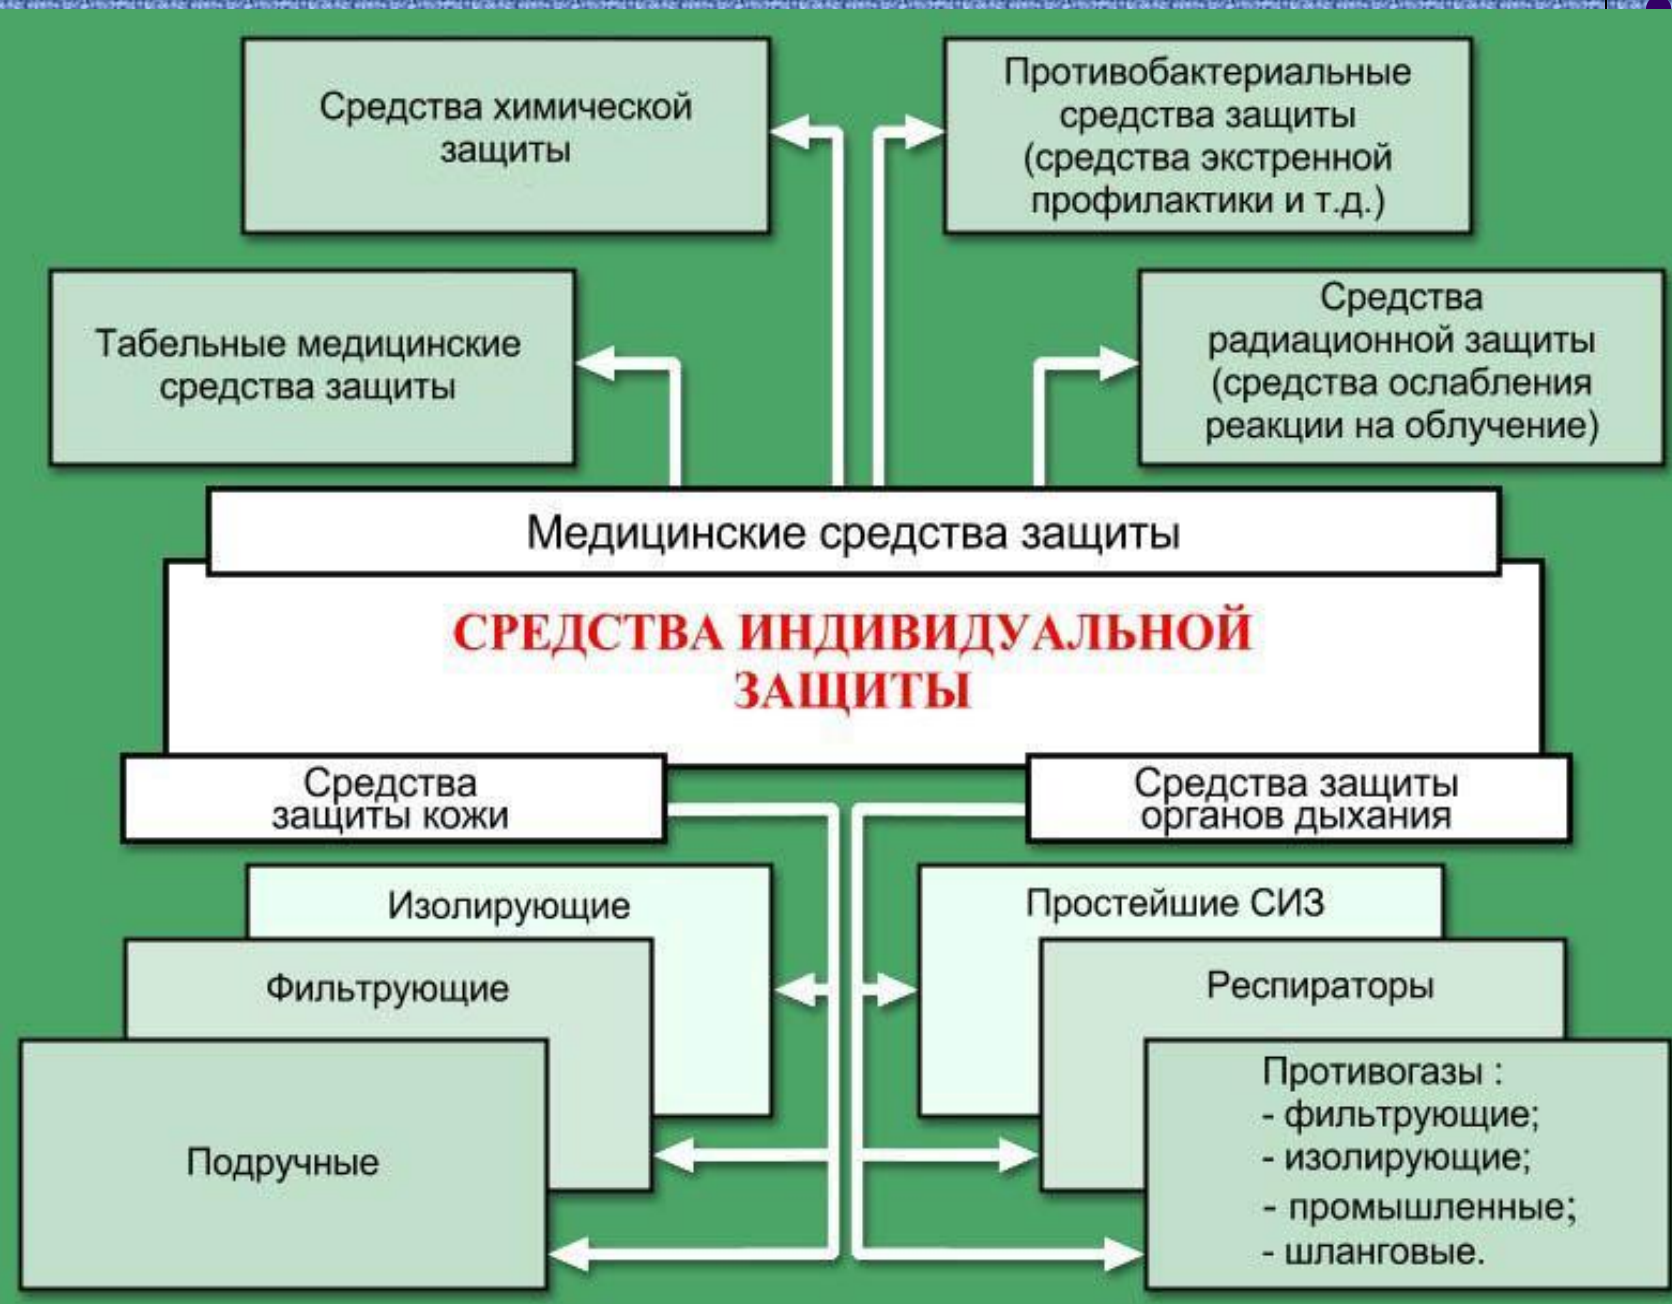 Средства химической
защиты
Противобактериальные
средства защиты
(средства экстренной
профилактики и т.д.)
Табельные медицинские
средства защиты
Средства
радиационной защиты
(средства ослабления
реакции на облучение)
Медицинские средства защиты
СРЕДСТВА ИНДИВИДУАЛЬНОЙ
ЗАЩИТЫ
Средства
защиты кожи
Средства защиты
органов дыхания
Изолирующие
Фильтрующие
Подручные
Простейшие СИЗ
Респираторы
Противогазы :
- фильтрующие;
- изолирующие;
- промышленные;
- шланговые.